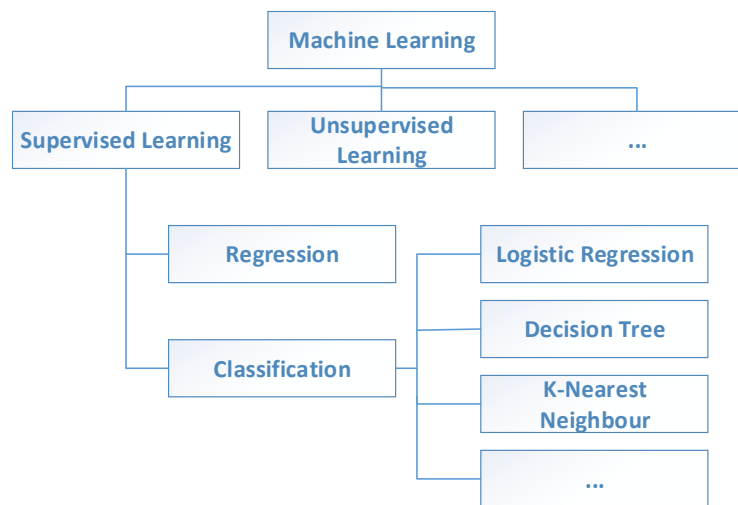 Machine Learning
Supervised Learning
Unsupervised
Learning
...
Regression
Logistic Regression
Decision Tree
Classification
K-Nearest
Neighbour
...